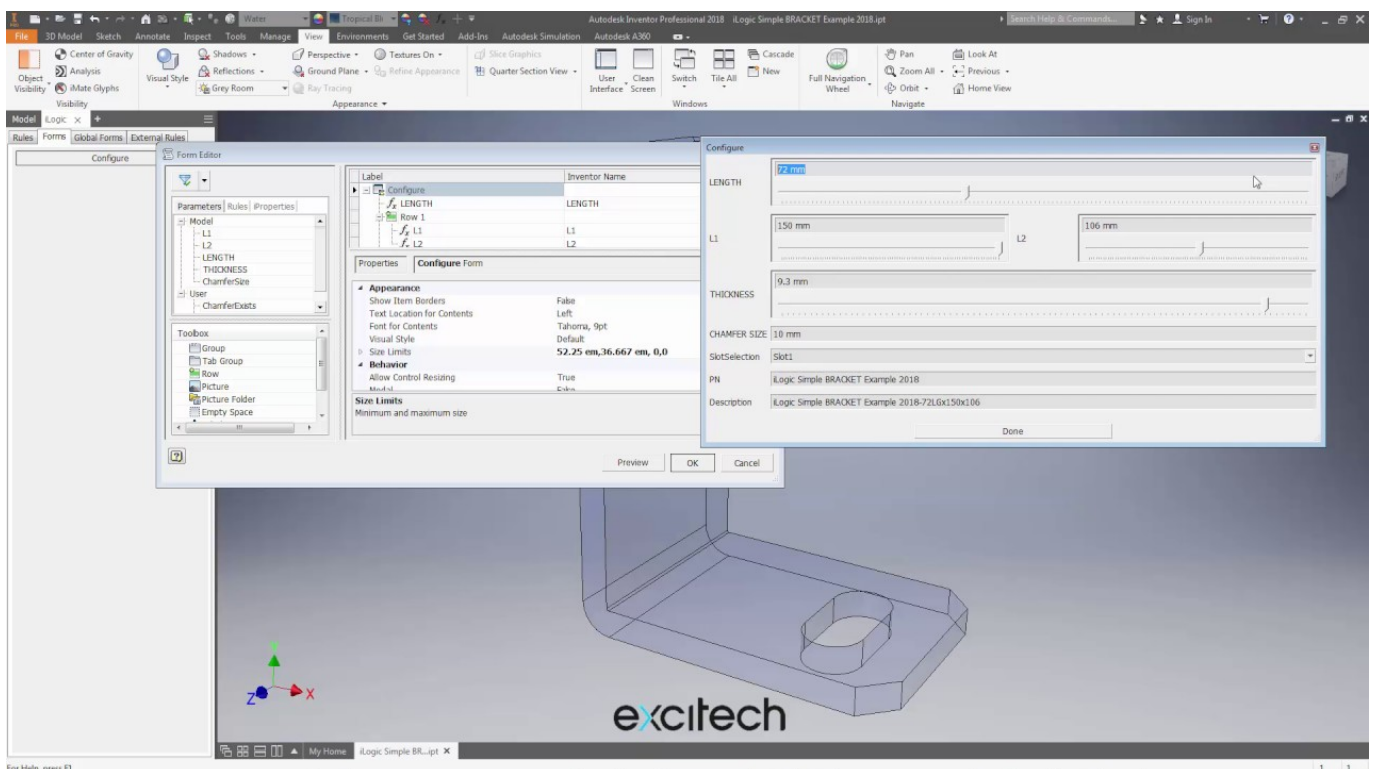 Water
Tropical Bli
Autodesk Inventor Professional 2018 iLogic Simple BRACKET Example 2018.ipt
Search Help & Commands...
Sign In
File 3D Model Sketch Annotate Inspect Tools Manage View Environments Get Started Add-Ins Autodesk Simulation Autodesk A360
Object Visibility
Center of Gravity
Analysis
iMate Glyphs
Visibility
Visual Style
Shadows
Reflections
Grey Room
Perspective
Ground Plane
Ray Tracing
Textures On
Refine Appearance
Appearance
Slice Graphics
Quarter Section View
User Interface
Clean Screen
Switch
Tile All
Cascade
New
Windows
Full Navigation Wheel
Pan
Zoom All
Orbit
Look At
Previous
Home View
Navigate
Model iLogic
Rules Forms Global Forms External Rules
Configure
Form Editor
Parameters Rules iProperties
Model
L1
L2
LENGTH
THICKNESS
ChamferSize
User
ChamferExists
Toolbox
Group
Tab Group
Row
Picture
Picture Folder
Empty Space
Label Inventor Name
Configure
LENGTH LENGTH
Row 1
L1 L1
L2 L2
Properties Configure Form
Appearance
Show Item Borders False
Text Location for Contents Left
Font for Contents Tahoma, 9pt
Visual Style Default
Size Limits 52.25 em,36.667 em, 0,0
Behavior
Allow Control Resizing True
Modal False
Size Limits
Minimum and maximum size
Preview OK Cancel
Configure
LENGTH 72 mm
L1 150 mm L2 106 mm
THICKNESS 9.3 mm
CHAMFER SIZE 10 mm
SlotSelection Slot1
PN iLogic Simple BRACKET Example 2018
Description iLogic Simple BRACKET Example 2018-72LGx150x106
Done
Y
Z X
excitech
My Home iLogic Simple BR...ipt
For Help, press F1 1 1